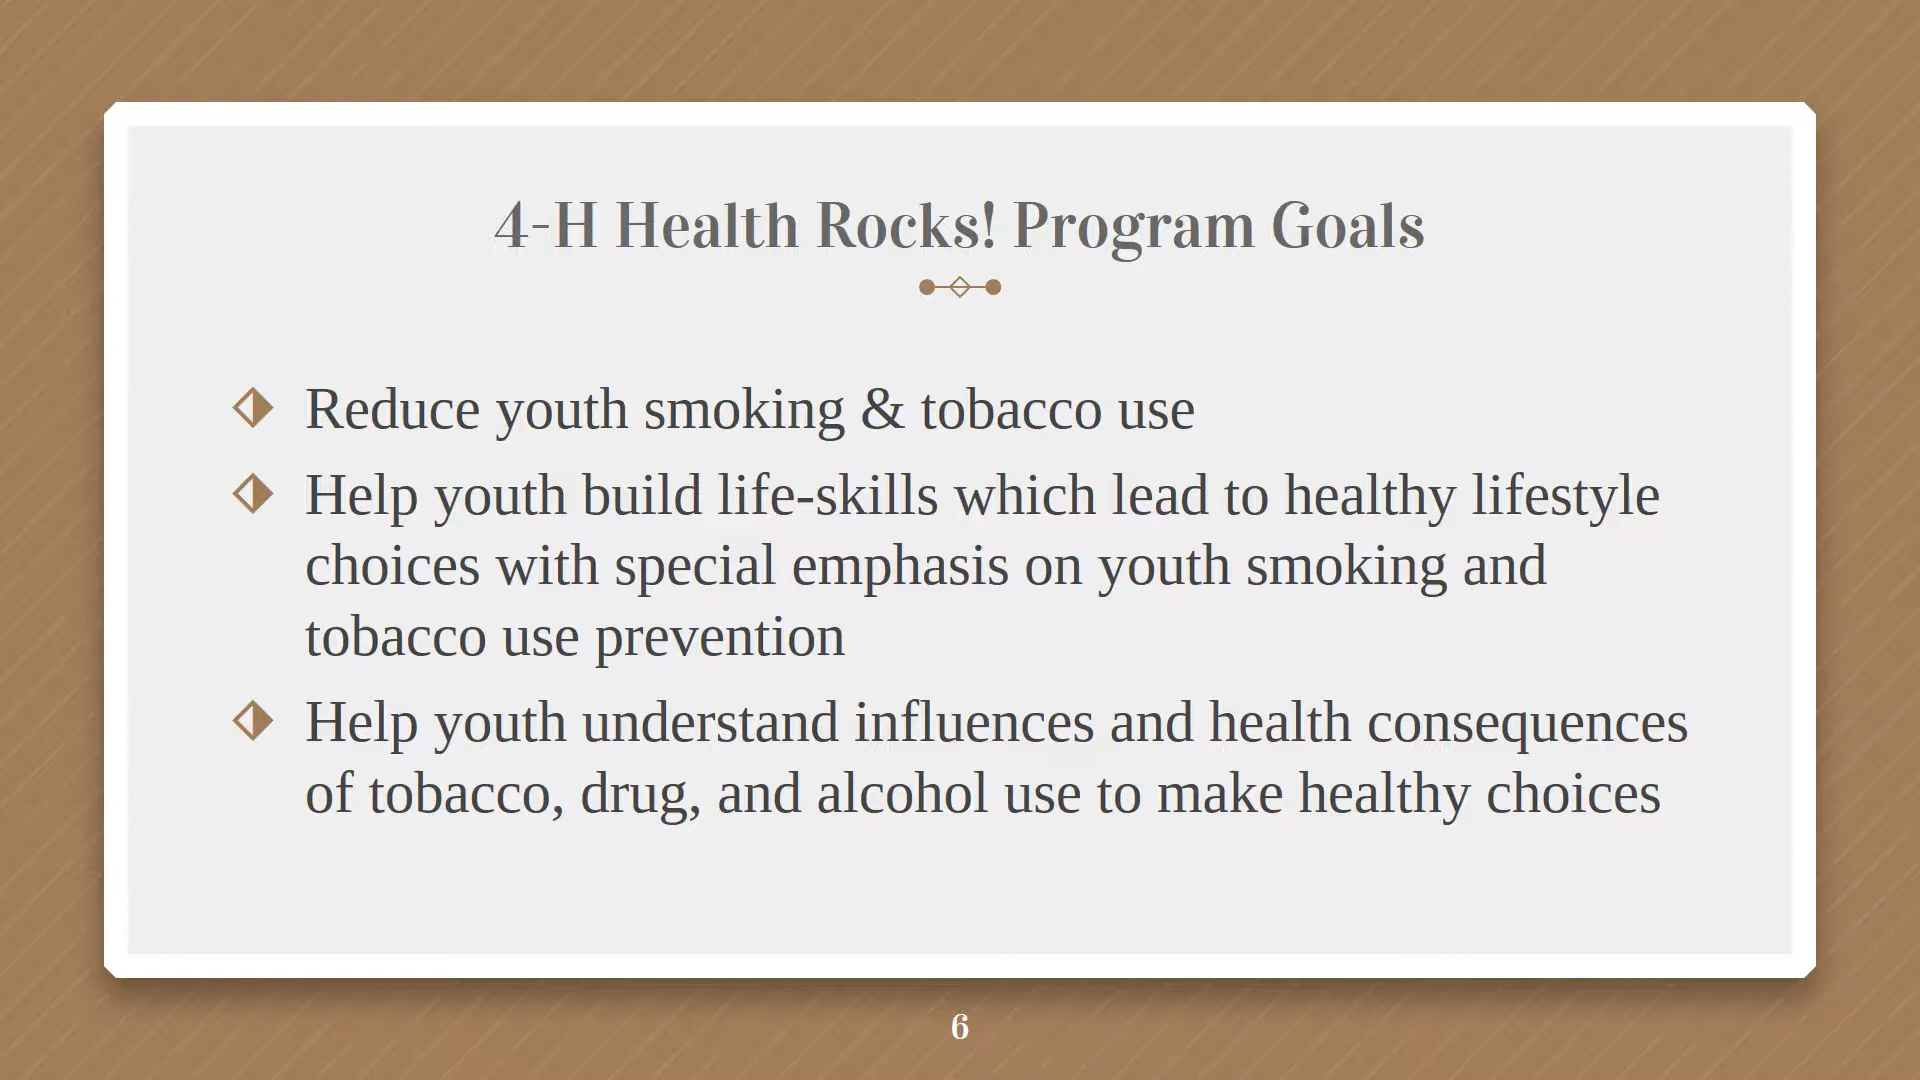 4-H Health Rocks! Program Goals
Reduce youth smoking & tobacco use
Help youth build life-skills which lead to healthy lifestyle
choices with special emphasis on youth smoking and
tobacco use prevention
Help youth understand influences and health consequences
of tobacco, drug, and alcohol use to make healthy choices
6